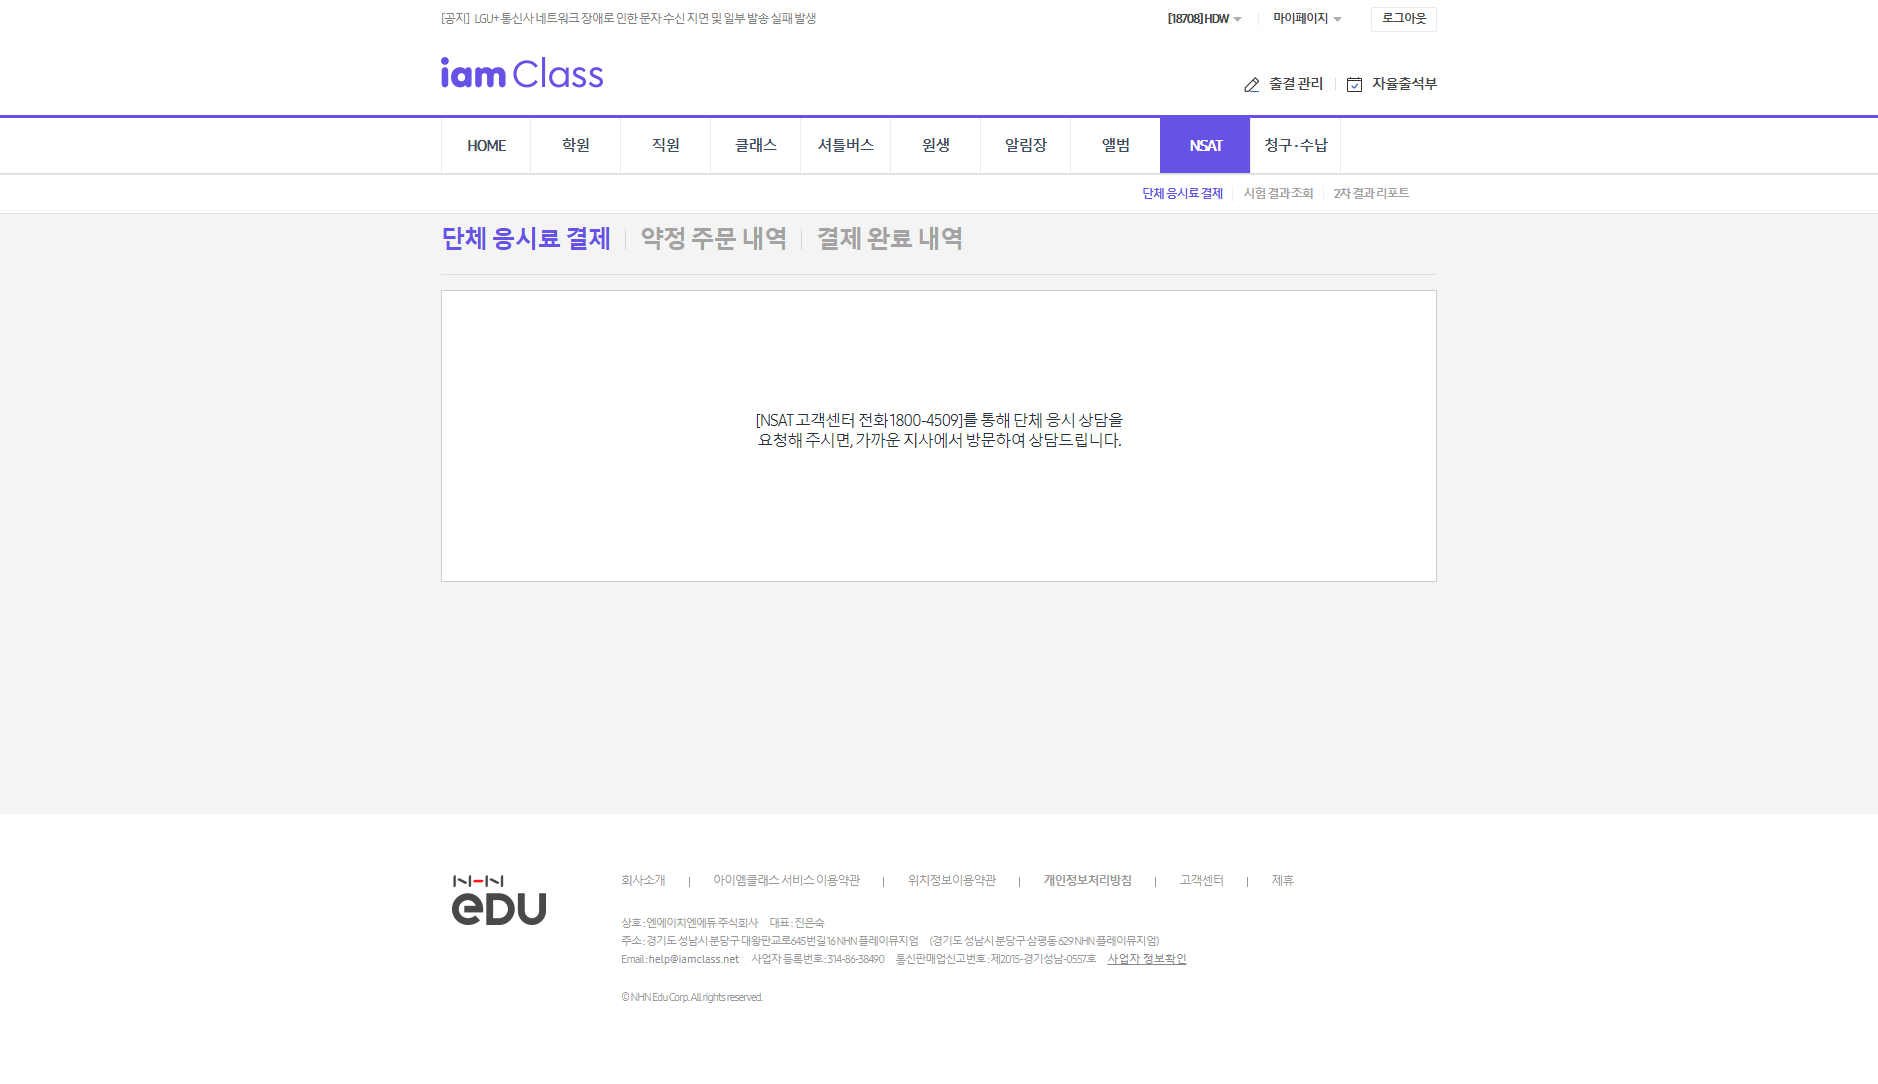 [공지] LGU+ 통신사 네트워크 장애로 인한 문자 수신 지연 및 일부 발송 실패 발생
[18708] HDW 마이페이지 로그아웃
iam Class
출결 관리 자율출석부
HOME 학원 직원 클래스 셔틀버스 원생 알림장 앨범 NSAT 청구·수납
단체 응시료 결제 시험 결과 조회 2차 결과 리포트
단체 응시료 결제 약정 주문 내역 결제 완료 내역
[NSAT 고객센터 전화 1800-4509]를 통해 단체 응시 상담을
요청해 주시면, 가까운 지사에서 방문하여 상담드립니다.
NHN
eDU
회사소개 | 아이엠클래스 서비스 이용약관 | 위치정보이용약관 | 개인정보처리방침 | 고객센터 | 제휴
상호 : 엔에이치엔에듀 주식회사 대표 : 진은숙
주소 : 경기도 성남시 분당구 대왕판교로645번길 16 NHN 플레이뮤지엄 (경기도 성남시 분당구 삼평동 629 NHN 플레이뮤지엄)
Email : help@iamclass.net 사업자 등록번호 : 314-86-38490 통신판매업신고번호 : 제2015-경기성남-0557호 사업자 정보확인
© NHN Edu Corp. All rights reserved.